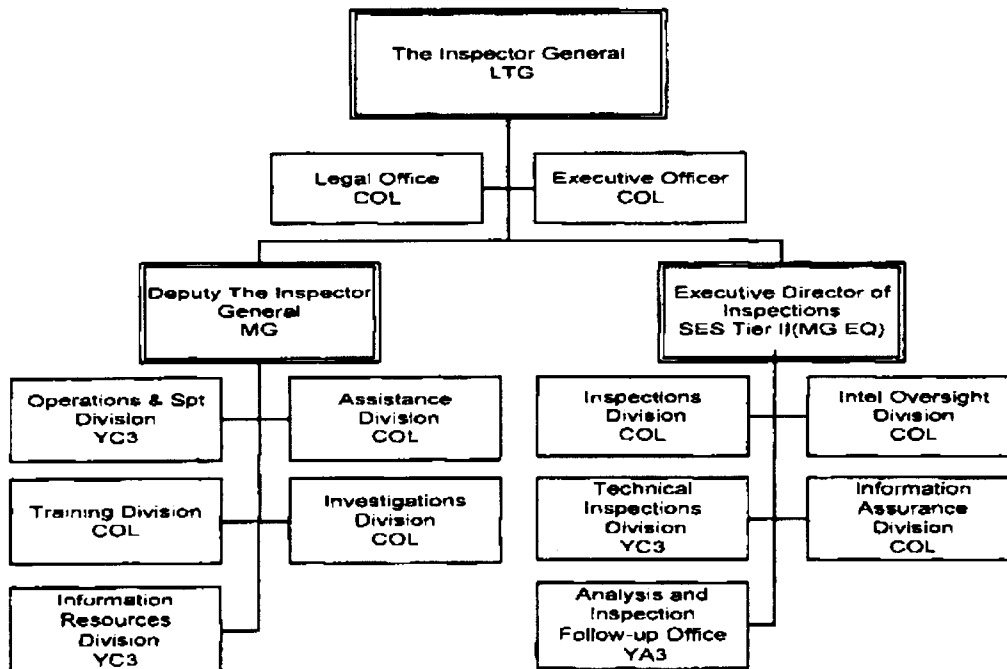 The Inspector General
LTG
Legal Office
COL
Executive Officer
COL
Deputy The Inspector
General
MG
Executive Director of
Inspections
SES Tier II(MG EQ)
Operations & Spt
Division
YC3
Assistance
Division
COL
Inspections
Division
COL
Intel Oversight
Division
COL
Training Division
COL
Investigations
Division
COL
Technical
Inspections
Division
YC3
Information
Assurance
Division
COL
Information
Resources
Division
YC3
Analysis and
Inspection
Follow-up Office
YA3